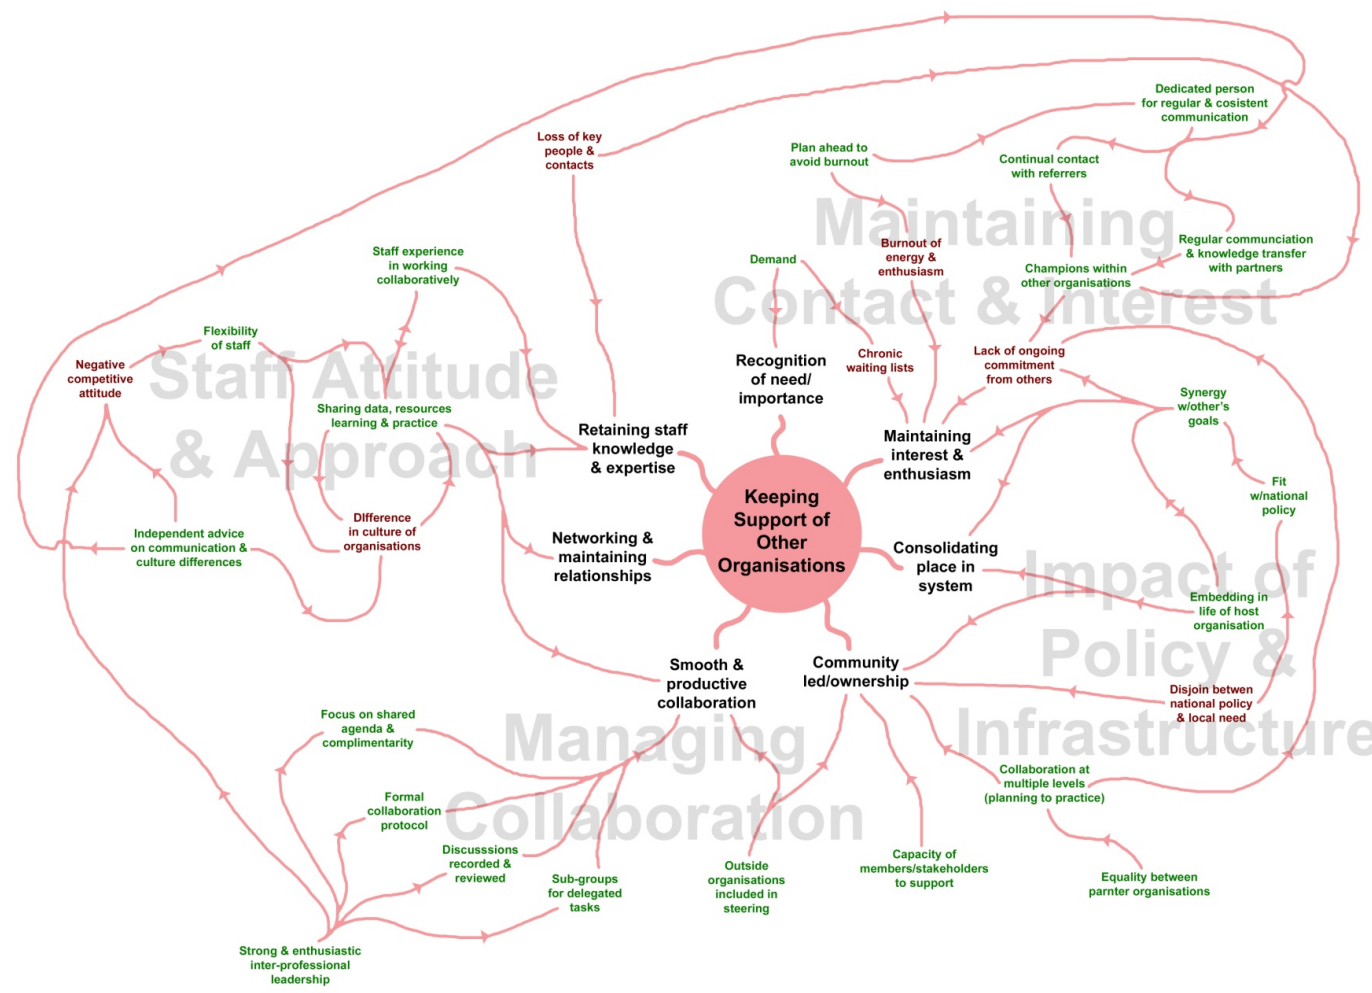 Dedicated person
for regular & cosistent
communication
Loss of key
people &
contacts
Plan ahead to
avoid burnout
Continual contact
with referrers
Maintaining
Contact & Interest
Staff experience
in working
collaboratively
Demand
Burnout of
energy &
enthusiasm
Regular communciation
& knowledge transfer
with partners
Champions within
other organisations
Flexibility
of staff
Negative
competitive
attitude
Staff Attitude
& Approach
Recognition
of need/
importance
Chronic
waiting lists
Lack of ongoing
commitment
from others
Synergy
w/other's
goals
Sharing data, resources
learning & practice
Retaining staff
knowledge
& expertise
Maintaining
interest &
enthusiasm
Keeping
Support of
Other
Organisations
Fit
w/national
policy
Independent advice
on communication &
culture differences
DIfference
in culture of
organisations
Networking &
maintaining
relationships
Consolidating
place in
system
Impact of
Policy &
Infrastructure
Embedding in
life of host
organisation
Smooth &
productive
collaboration
Community
led/ownership
Disjoin betwen
national policy
& local need
Focus on shared
agenda &
complimentarity
Managing
Collaboration
Formal
collaboration
protocol
Collaboration at
multiple levels
(planning to practice)
Discusssions
recorded &
reviewed
Sub-groups
for delegated
tasks
Outside
organisations
included in
steering
Capacity of
members/stakeholders
to support
Equality between
parnter organisations
Strong & enthusiastic
inter-professional
leadership